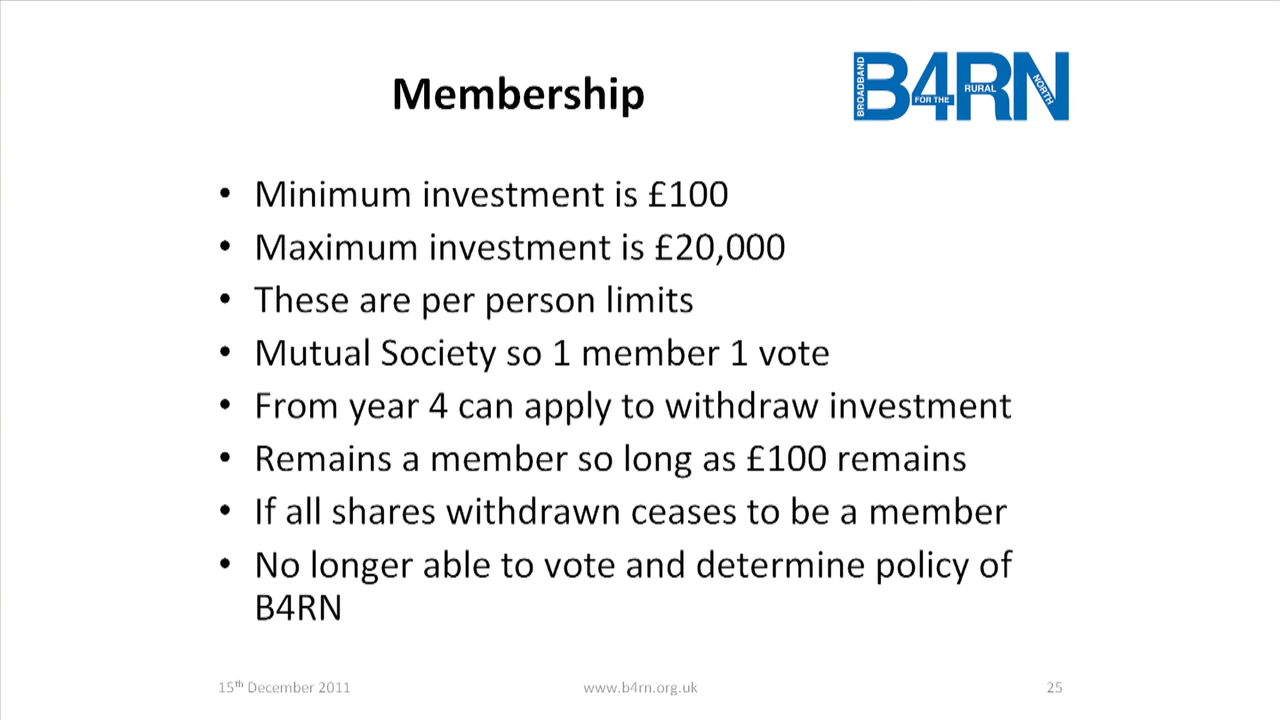 Membership
BROADBAND
B4RN
FOR THE
RURAL
NORTH
• Minimum investment is £100
• Maximum investment is £20,000
• These are per person limits
• Mutual Society so 1 member 1 vote
• From year 4 can apply to withdraw investment
• Remains a member so long as £100 remains
• If all shares withdrawn ceases to be a member
• No longer able to vote and determine policy of
B4RN
15th December 2011
www.b4rn.org.uk
25